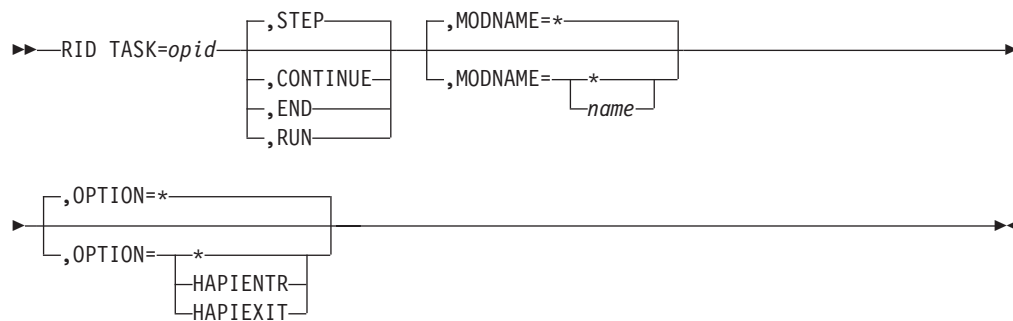 ,STEP ,MODNAME=*
RID TASK=opid
,CONTINUE ,MODNAME= *
,END name
,RUN
,OPTION=*
,OPTION= *
HAPIENTR
HAPIEXIT